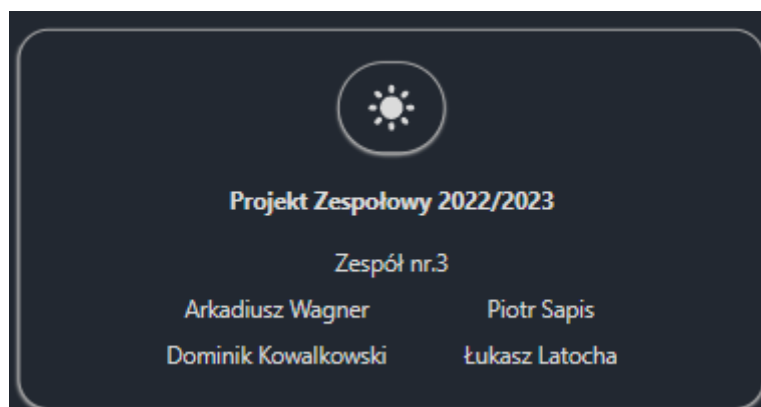 Projekt Zespołowy 2022/2023
Zespół nr.3
Arkadiusz Wagner Piotr Sapis
Dominik Kowalkowski Łukasz Latocha